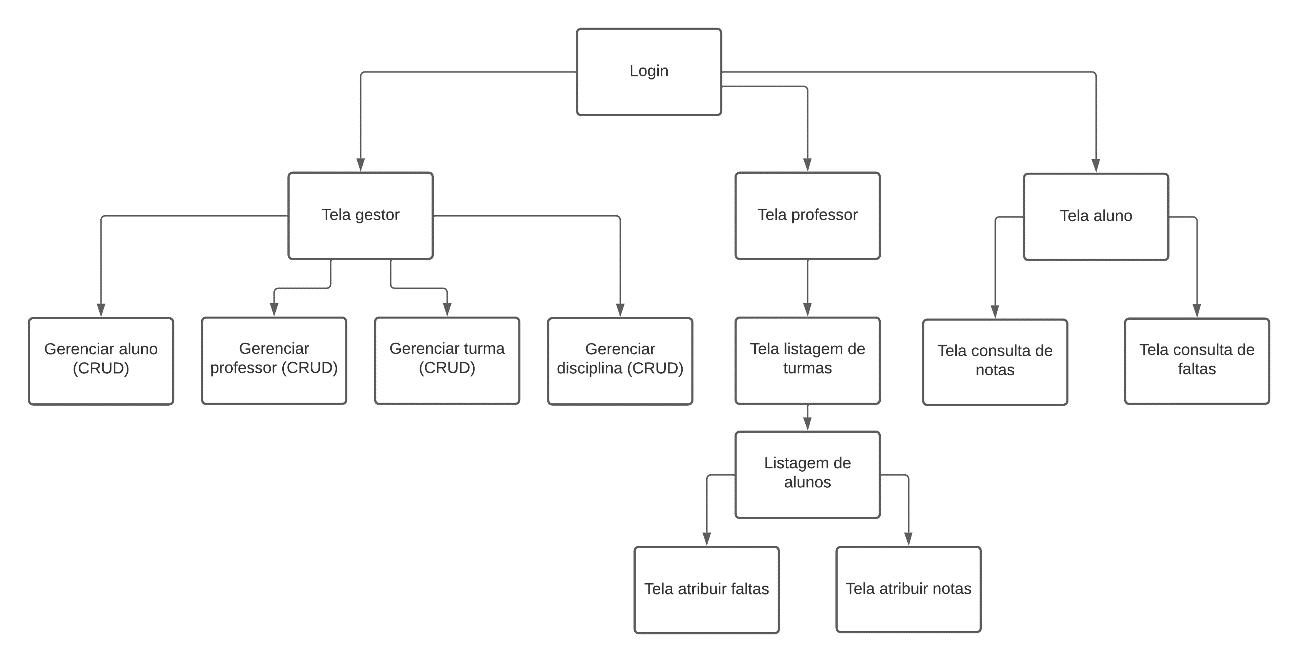 Login
Tela gestor
Tela professor
Tela aluno
Gerenciar aluno
(CRUD)
Gerenciar
professor (CRUD)
Gerenciar turma
(CRUD)
Gerenciar
disciplina (CRUD)
Tela listagem de
turmas
Tela consulta de
notas
Tela consulta de
faltas
Listagem de
alunos
Tela atribuir faltas
Tela atribuir notas